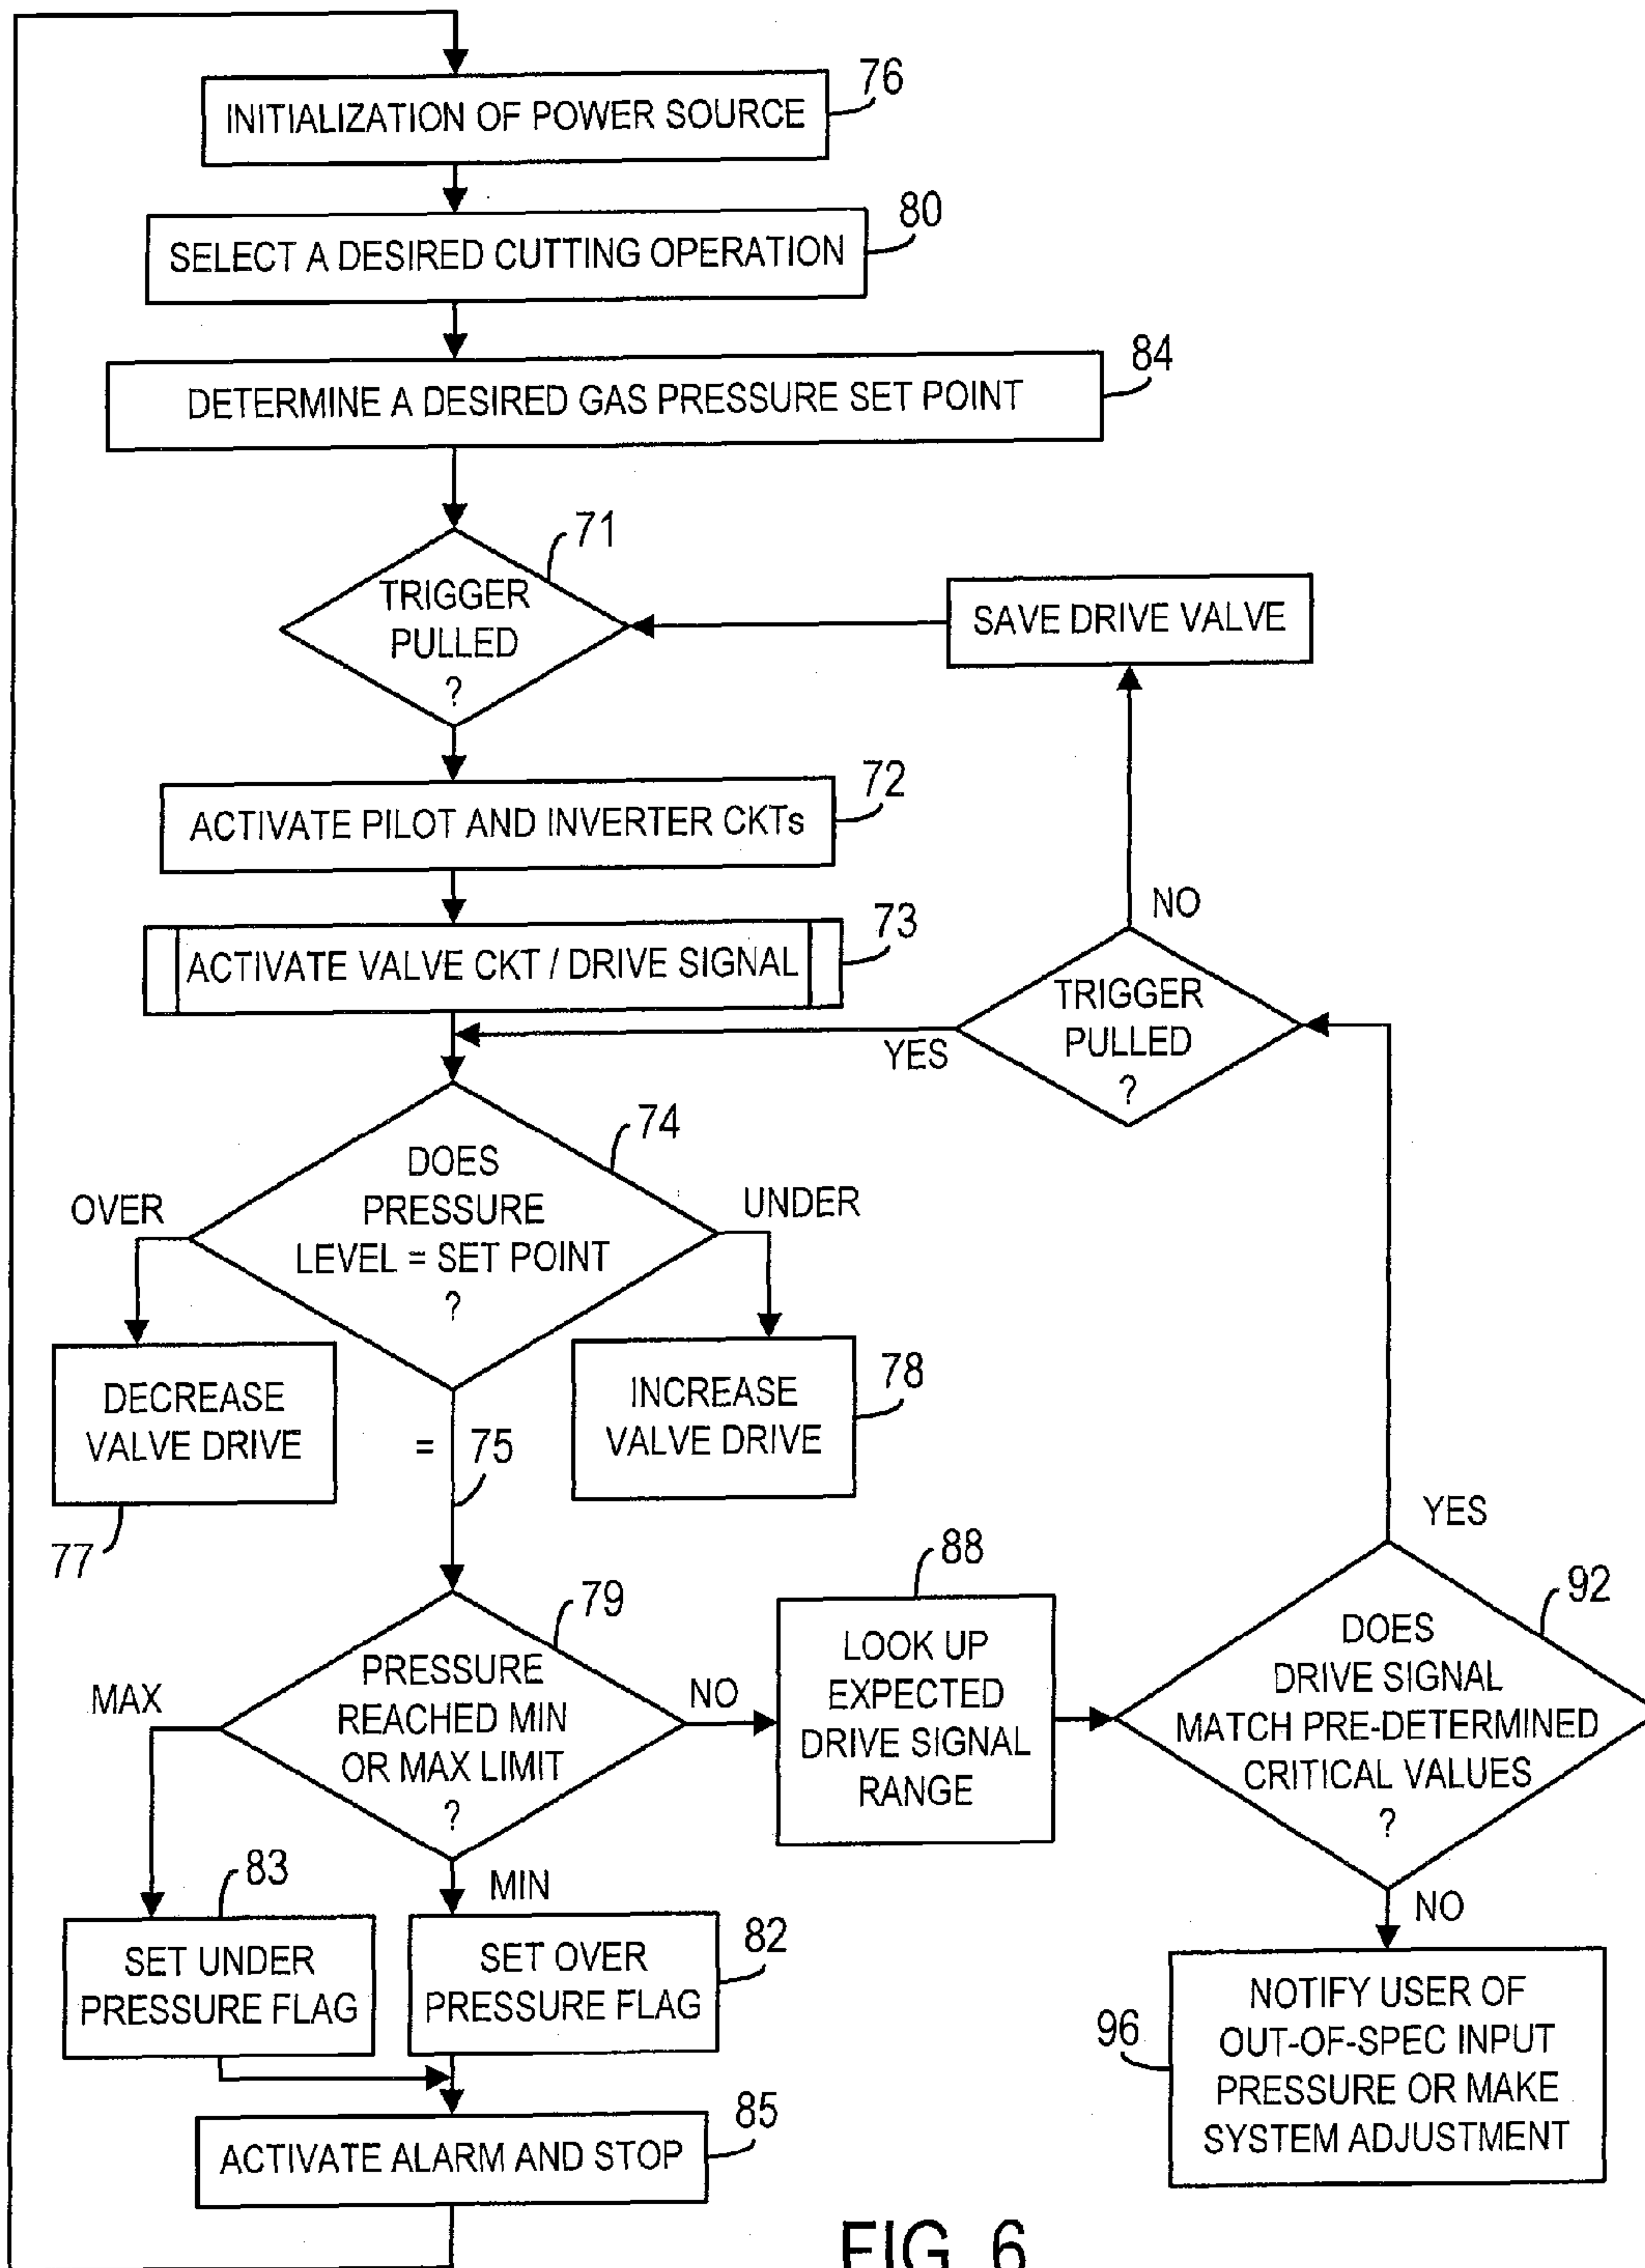 76
INITIALIZATION OF POWER SOURCE
80
SELECT A DESIRED CUTTING OPERATION
84
DETERMINE A DESIRED GAS PRESSURE SET POINT
71
TRIGGER
PULLED
?
SAVE DRIVE VALVE
72
ACTIVATE PILOT AND INVERTER CKTs
73
ACTIVATE VALVE CKT / DRIVE SIGNAL
NO
TRIGGER
PULLED
?
YES
74
DOES
PRESSURE
LEVEL = SET POINT
?
OVER
UNDER
DECREASE
VALVE DRIVE
77
= 75
INCREASE
VALVE DRIVE
78
79
PRESSURE
REACHED MIN
OR MAX LIMIT
?
MAX
NO
MIN
88
LOOK UP
EXPECTED
DRIVE SIGNAL
RANGE
YES
92
DOES
DRIVE SIGNAL
MATCH PRE-DETERMINED
CRITICAL VALUES
?
NO
83
SET UNDER
PRESSURE FLAG
82
SET OVER
PRESSURE FLAG
96
NOTIFY USER OF
OUT-OF-SPEC INPUT
PRESSURE OR MAKE
SYSTEM ADJUSTMENT
85
ACTIVATE ALARM AND STOP
FIG. 6